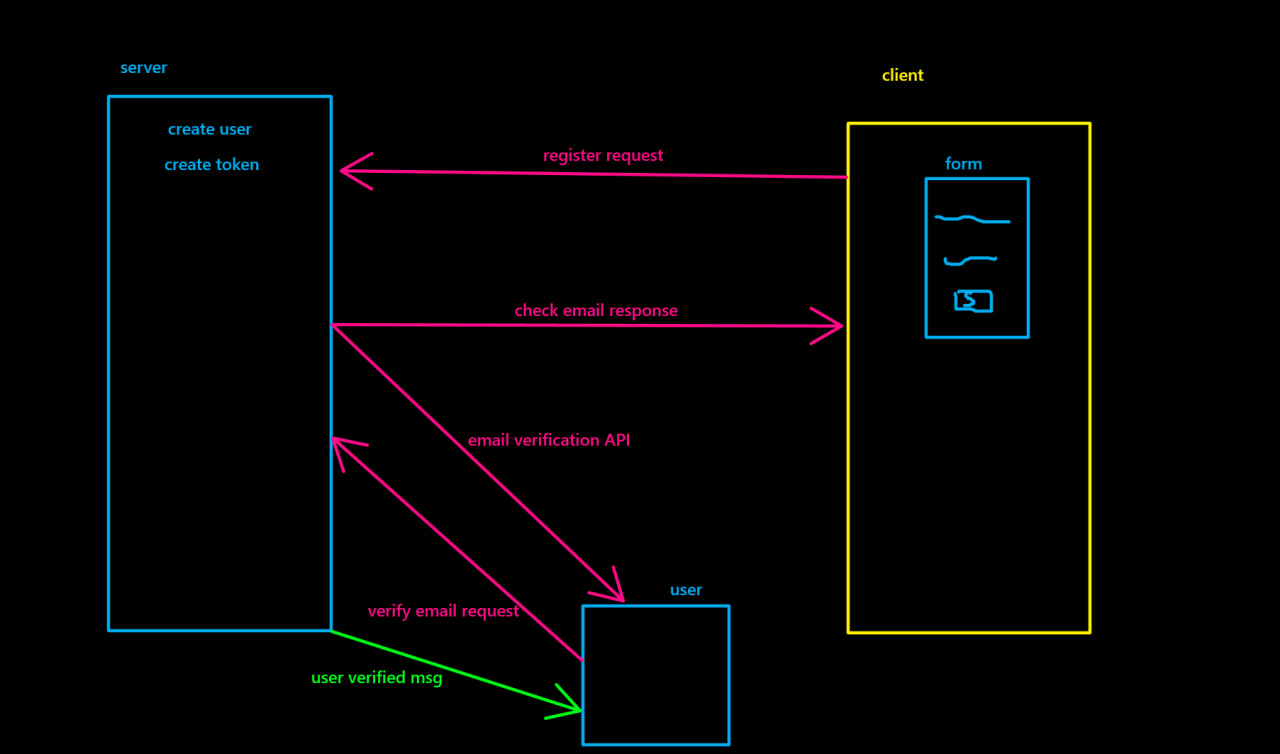 server
client
create user
create token
register request
form
S
check email response
email verification API
user
verify email request
user verified msg